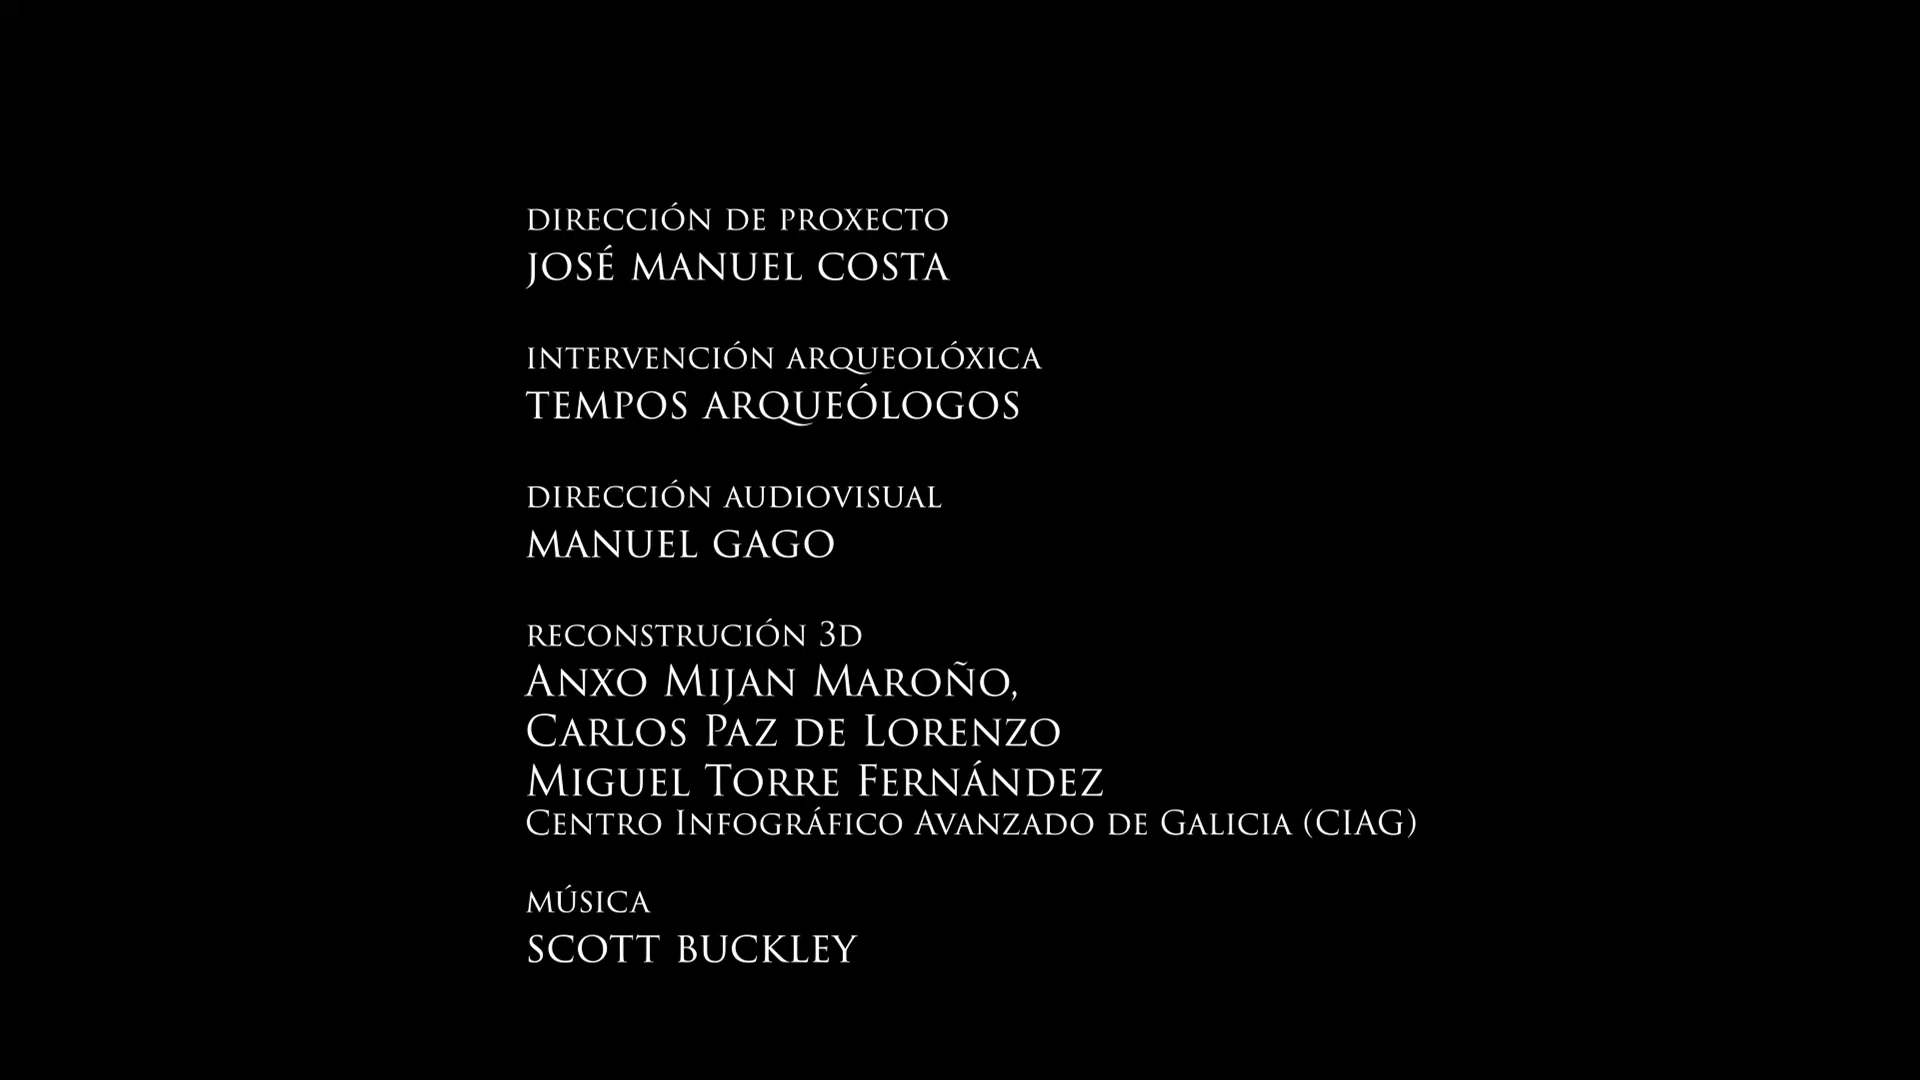 DIRECCIÓN DE PROXECTO
JOSÉ MANUEL COSTA
INTERVENCIÓN ARQUEOLÓXICA
TEMPOS ARQUEÓLOGOS
DIRECCIÓN AUDIOVISUAL
MANUEL GAGO
RECONSTRUCIÓN 3D
ANXO MIJAN MAROÑO,
CARLOS PAZ DE LORENZO
MIGUEL TORRE FERNÁNDEZ
CENTRO INFOGRÁFICO AVANZADO DE GALICIA (CIAG)
MÚSICA
SCOTT BUCKLEY